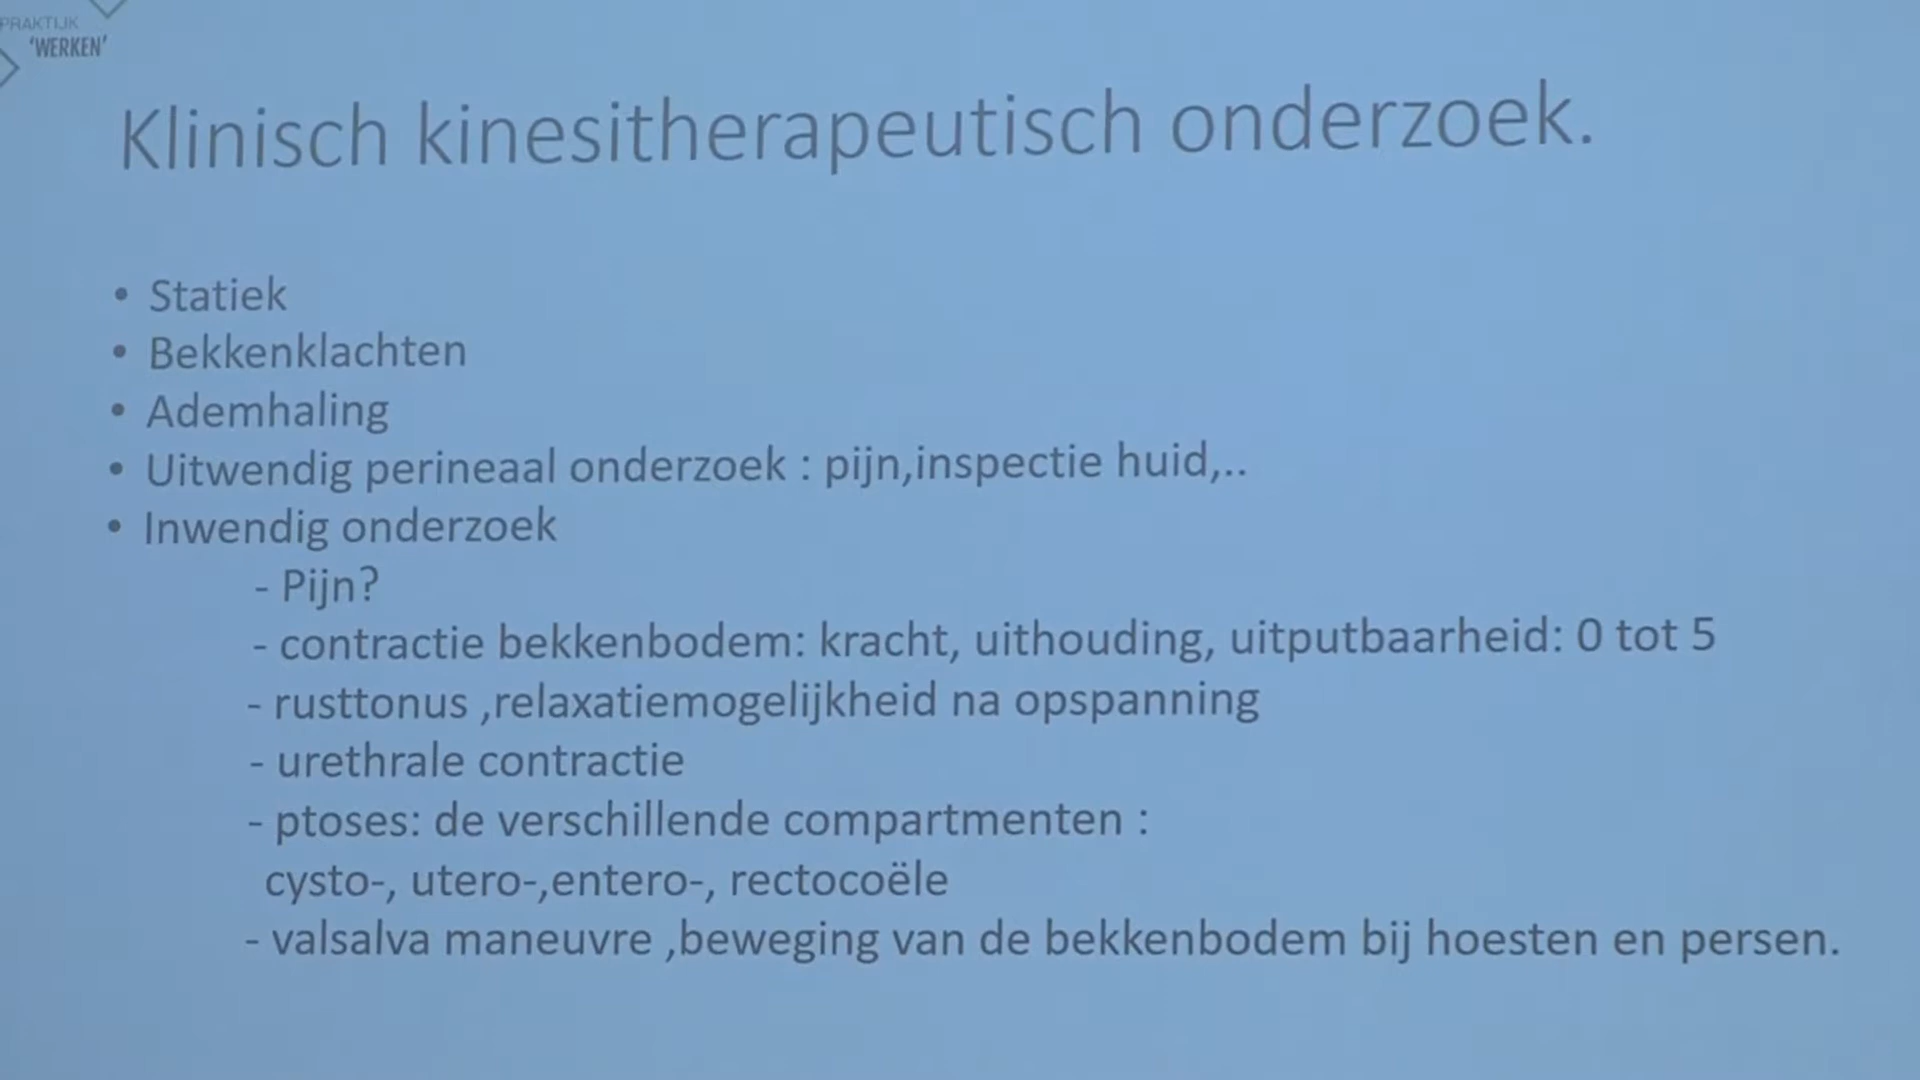 PRAKTIJK
'WERKEN'
Klinisch kinesitherapeutisch onderzoek.
• Statiek
• Bekkenklachten
• Ademhaling
• Uitwendig perineaal onderzoek : pijn,inspectie huid,..
• Inwendig onderzoek
- Pijn?
- contractie bekkenbodem: kracht, uithouding, uitputbaarheid: 0 tot 5
- rusttonus ,relaxatiemogelijkheid na opspanning
- urethrale contractie
- ptoses: de verschillende compartmenten :
cysto-, utero-,entero-, rectocoële
- valsalva maneuvre ,beweging van de bekkenbodem bij hoesten en persen.